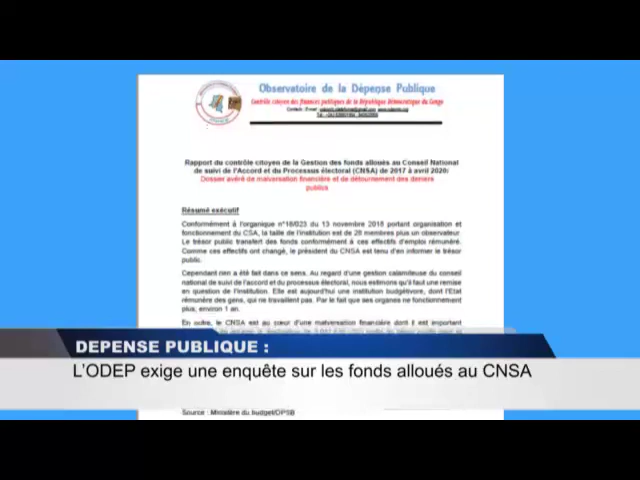 Observatoire de la Dépense Publique
Contrôle citoyen des finances publiques de la République Démocratique du Congo
Rapport du contrôle citoyen de la Gestion des fonds alloués au Conseil National
de suivi de l'Accord et du Processus électoral (CNSA) de 2017 à avril 2020:
Dossier avéré de malversation financière et de détournement des deniers
publics
Résumé exécutif
Conformément à l'organique n°18/023 du 13 novembre 2018 portant organisation et
fonctionnement du CSA, la taille de l'institution est de 28 membres plus un observateur.
Le trésor public transfert des fonds conformément à ces effectifs d'emploi rémunéré.
Comme ces effectifs ont changé, le président du CNSA est tenu d'en informer le trésor
public.
Cependant rien a été fait dans ce sens. Au regard d'une gestion calamiteuse du conseil
national de suivi de l'accord et du processus électoral, nous estimons qu'il faut une remise
en question de l'institution. Elle est aujourd'hui une institution budgétivore, dont l'Etat
rémunère des gens, qui ne travaillent pas. Par le fait que ses organes ne fonctionnement
plus, environ 1 an.
En outre, le CNSA est au cœur d'une malversation financière dont il est important
DEPENSE PUBLIQUE :
L'ODEP exige une enquête sur les fonds alloués au CNSA
Source : Ministère du budget/DPSB